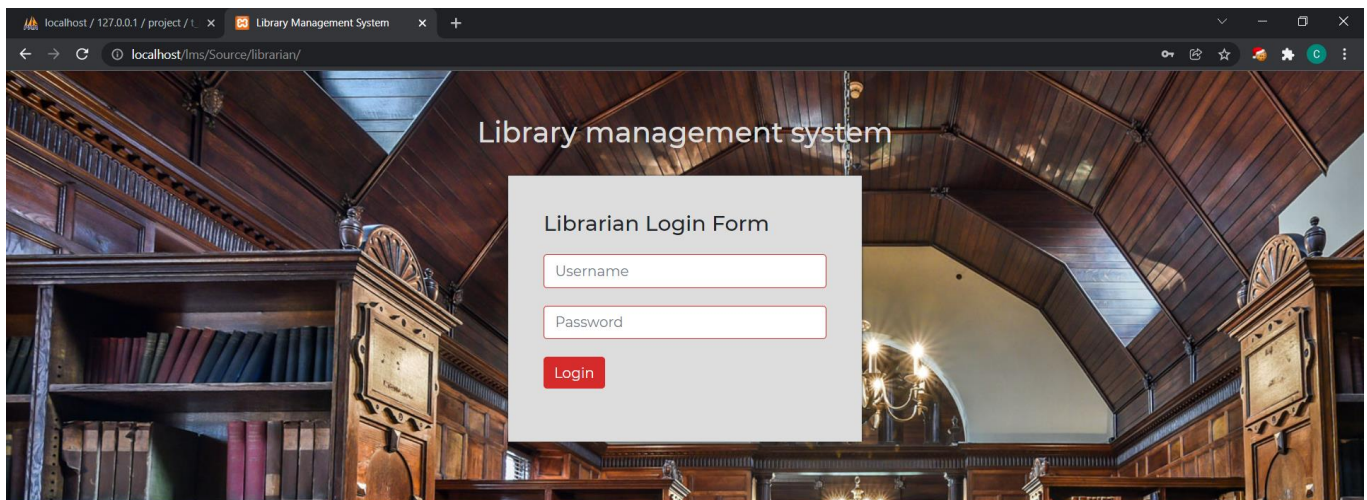 localhost / 127.0.0.1 / project / t_
Library Management System
localhost/lms/Source/librarian/
C
Library management system
Librarian Login Form
Username
Password
Login